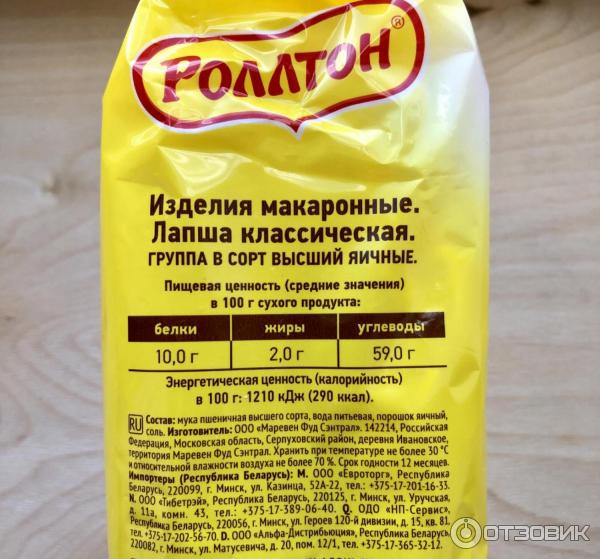 РОЛЛТОН®
Изделия макаронные.
Лапша классическая.
ГРУППА В СОРТ ВЫСШИЙ ЯИЧНЫЕ.
Пищевая ценность (средние значения)
в 100 г сухого продукта:
белки жиры углеводы
10,0 г 2,0 г 59,0 г
Энергетическая ценность (калорийность)
в 100 г: 1210 кДж (290 ккал).
RU Состав: мука пшеничная высшего сорта, вода питьевая, порошок яичный,
соль. Изготовитель: ООО «Маревен Фуд Сэнтрал». 142214, Российская
Федерация, Московская область, Серпуховский район, деревня Ивановское,
территория Маревен Фуд Сэнтрал. Хранить при температуре не более 30 °С
и относительной влажности воздуха не более 70 %. Срок годности 12 месяцев.
Импортеры (Республика Беларусь): M. ООО «Евроторг», Республика
Беларусь, 220099, г. Минск, ул. Казинца, 52А-22, тел.: +375-17-201-16-33.
N. ООО «Тибетрэй», Республика Беларусь, 220125, г. Минск, ул. Уручская,
д. 11а, комн. 43, тел.: +375-17-389-06-40. Q. ОДО «НП-Сервис»,
Республика Беларусь, 220056, г. Минск, ул. Героев 120-й дивизии, д. 15, кв. 81,
тел.: +375-17-202-56-70. D. ООО «Альфа-Дистрибьюция», Республика Беларусь,
220082, г. Минск, ул. Матусевича, д. 20, пом. 12/1, тел.: +375-17-365-32-12.
ОТЗОВИК